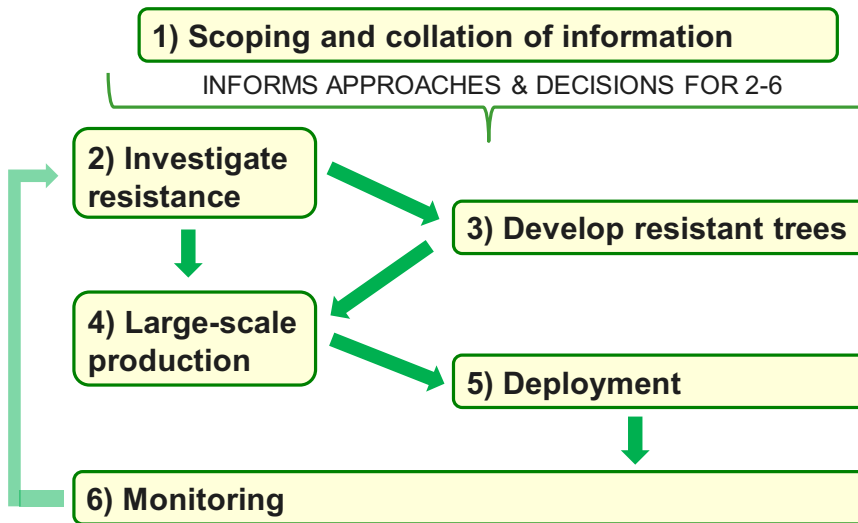 1) Scoping and collation of information
INFORMS APPROACHES & DECISIONS FOR 2-6
2) Investigate
resistance
3) Develop resistant trees
4) Large-scale
production
5) Deployment
6) Monitoring